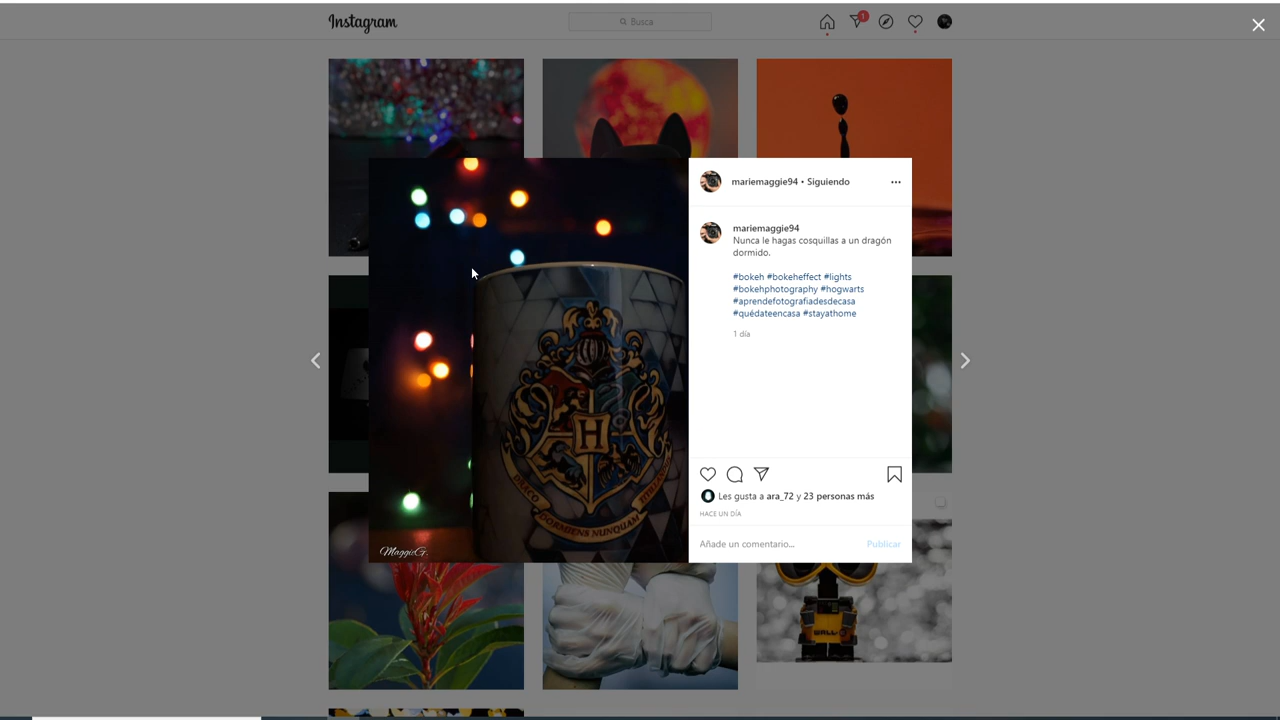 Instagram
Busca
1
mariemaggie94 • Siguiendo
mariemaggie94
Nunca le hagas cosquillas a un dragón
dormido.
#bokeh #bokeheffect #lights
#bokehphotography #hogwarts
#aprendefotografiadesdecasa
#quédateencasa #stayathome
1 día
H
DRACO
DORMIENS NUNQUAM
MaggieG.
Les gusta a ara_72 y 23 personas más
HACE UN DÍA
Añade un comentario...
Publicar
WALL•E